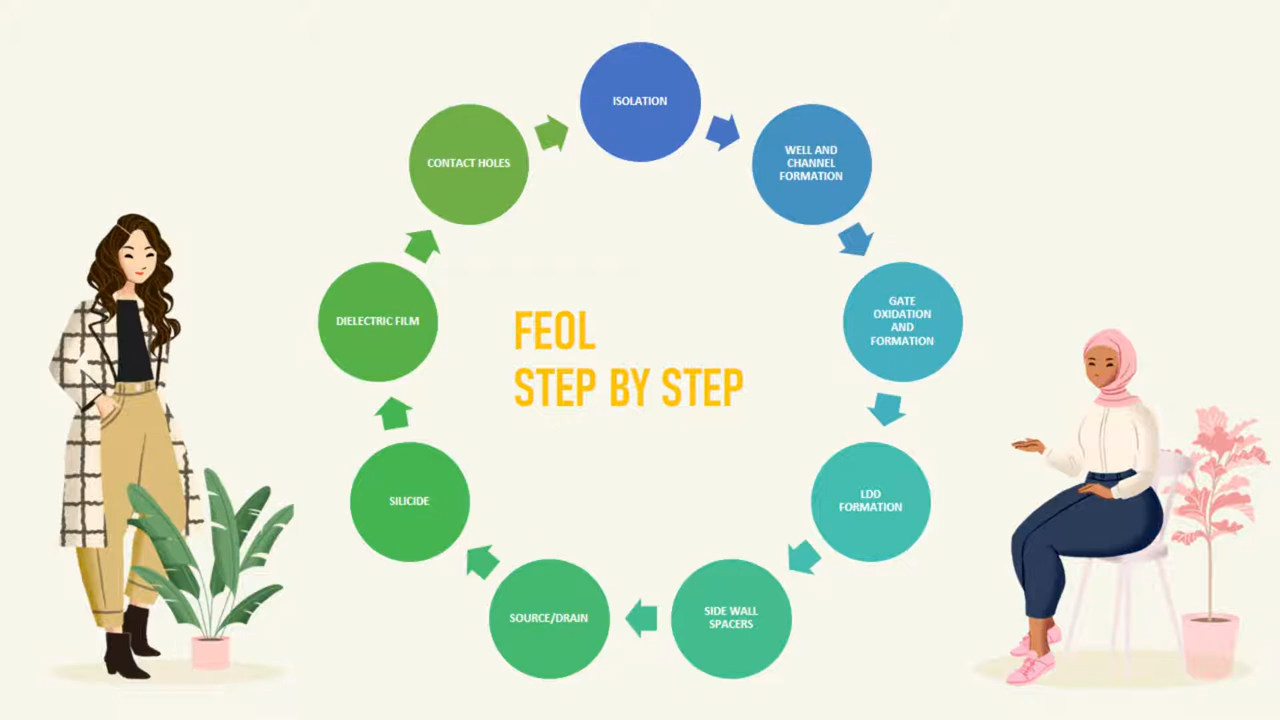 ISOLATION
WELL AND
CHANNEL
FORMATION
GATE
OXIDATION
AND
FORMATION
LDD
FORMATION
SIDE WALL
SPACERS
SOURCE/DRAIN
SILICIDE
DIELECTRIC FILM
CONTACT HOLES
FEOL
STEP BY STEP